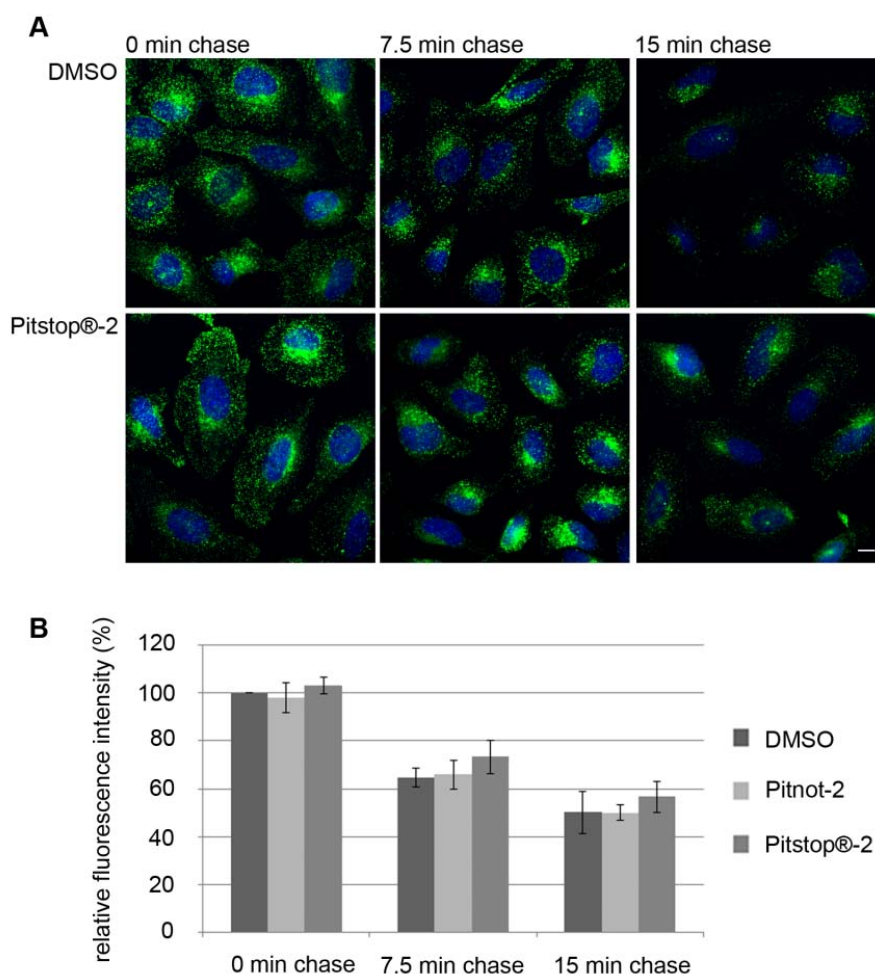 A
0 min chase 7.5 min chase 15 min chase
DMSO
Pitstop®-2
B
relative fluorescence intensity (%)
120
100
80
60
40
20
0
0 min chase 7.5 min chase 15 min chase
DMSO
Pitnot-2
Pitstop®-2